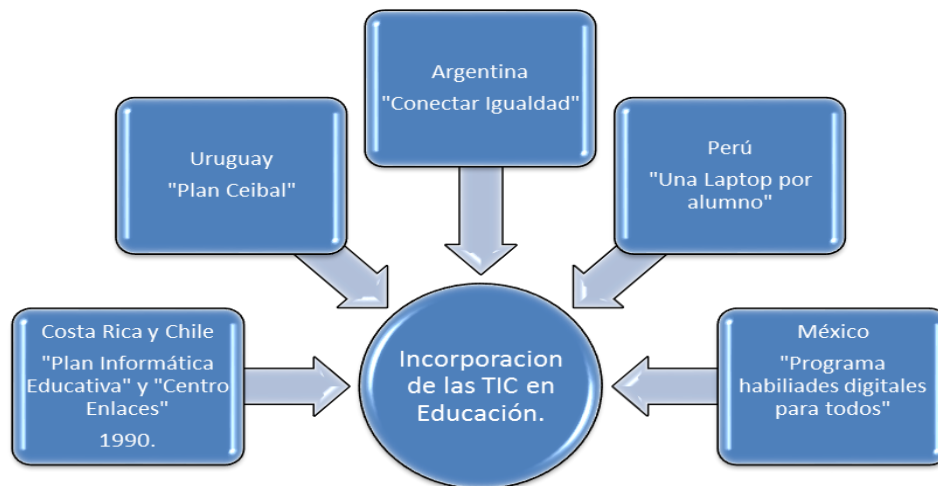 Argentina
"Conectar Igualdad"
Uruguay
"Plan Ceibal"
Perú
"Una Laptop por
alumno"
Costa Rica y Chile
"Plan Informática
Educativa" y "Centro
Enlaces"
1990.
Incorporacion
de las TIC en
Educación.
México
"Programa
habiliades digitales
para todos"